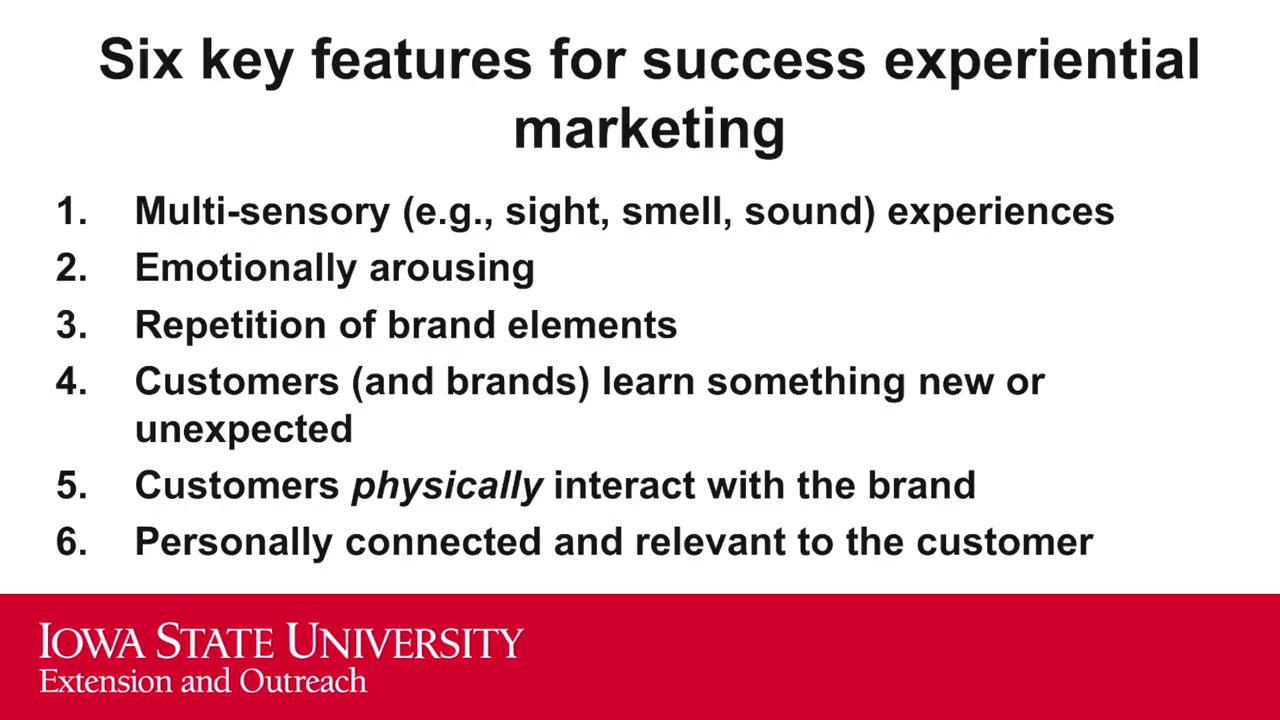 Six key features for success experiential
marketing
1. Multi-sensory (e.g., sight, smell, sound) experiences
2. Emotionally arousing
3. Repetition of brand elements
4. Customers (and brands) learn something new or
unexpected
5. Customers physically interact with the brand
6. Personally connected and relevant to the customer
IOWA STATE UNIVERSITY
Extension and Outreach